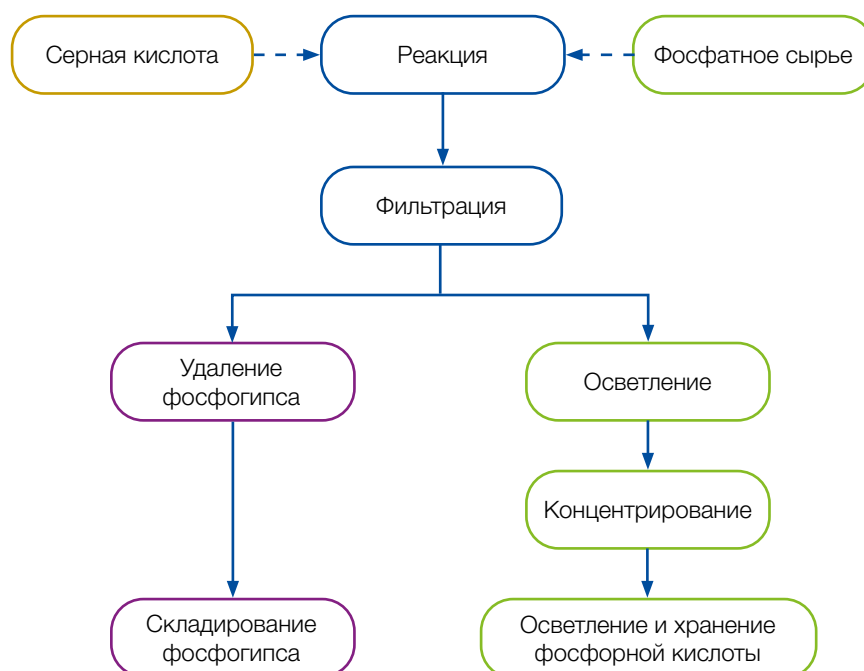 Серная кислота
Реакция
Фосфатное сырье
Фильтрация
Удаление
фосфогипса
Осветление
Концентрирование
Складирование
фосфогипса
Осветление и хранение
фосфорной кислоты